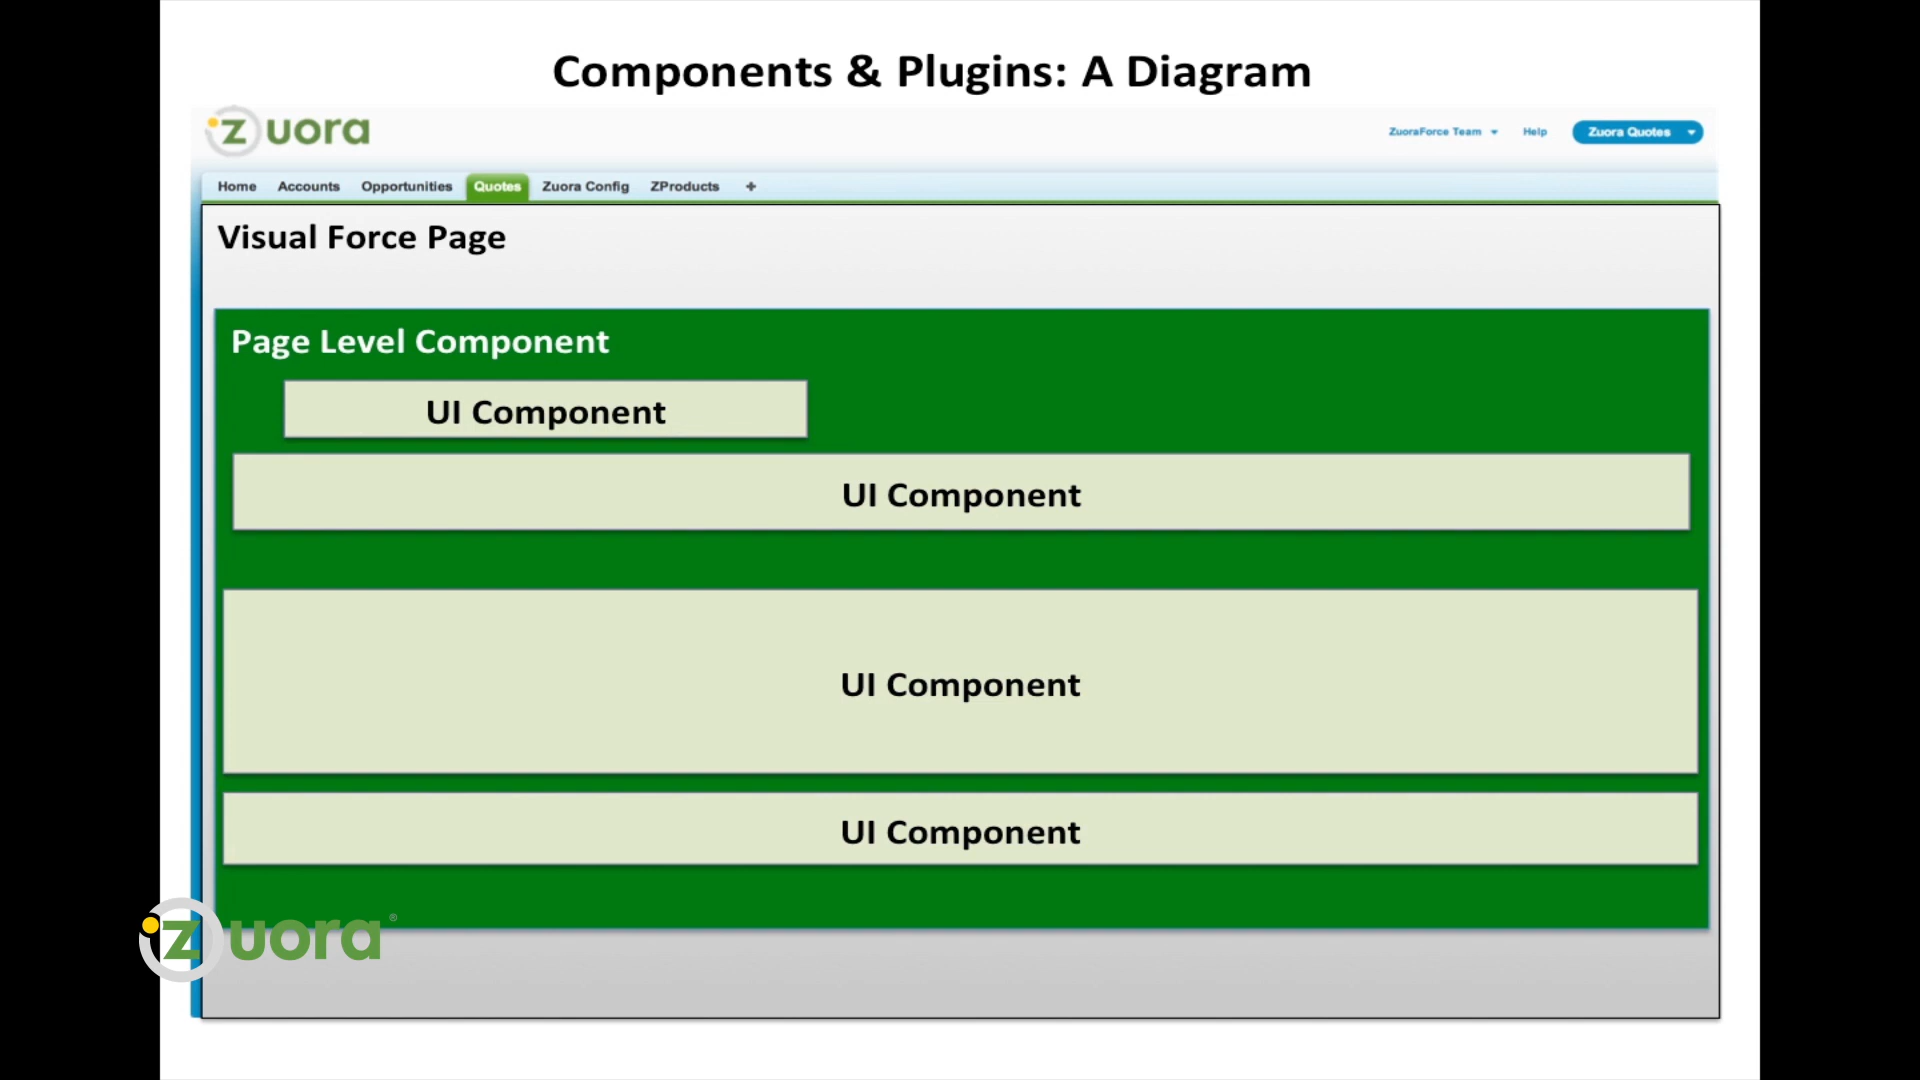 Components & Plugins: A Diagram
zuora
ZuoraForce Team Help Zuora Quotes
Home Accounts Opportunities Quotes Zuora Config ZProducts +
Visual Force Page
Page Level Component
UI Component
UI Component
UI Component
UI Component
zuora®